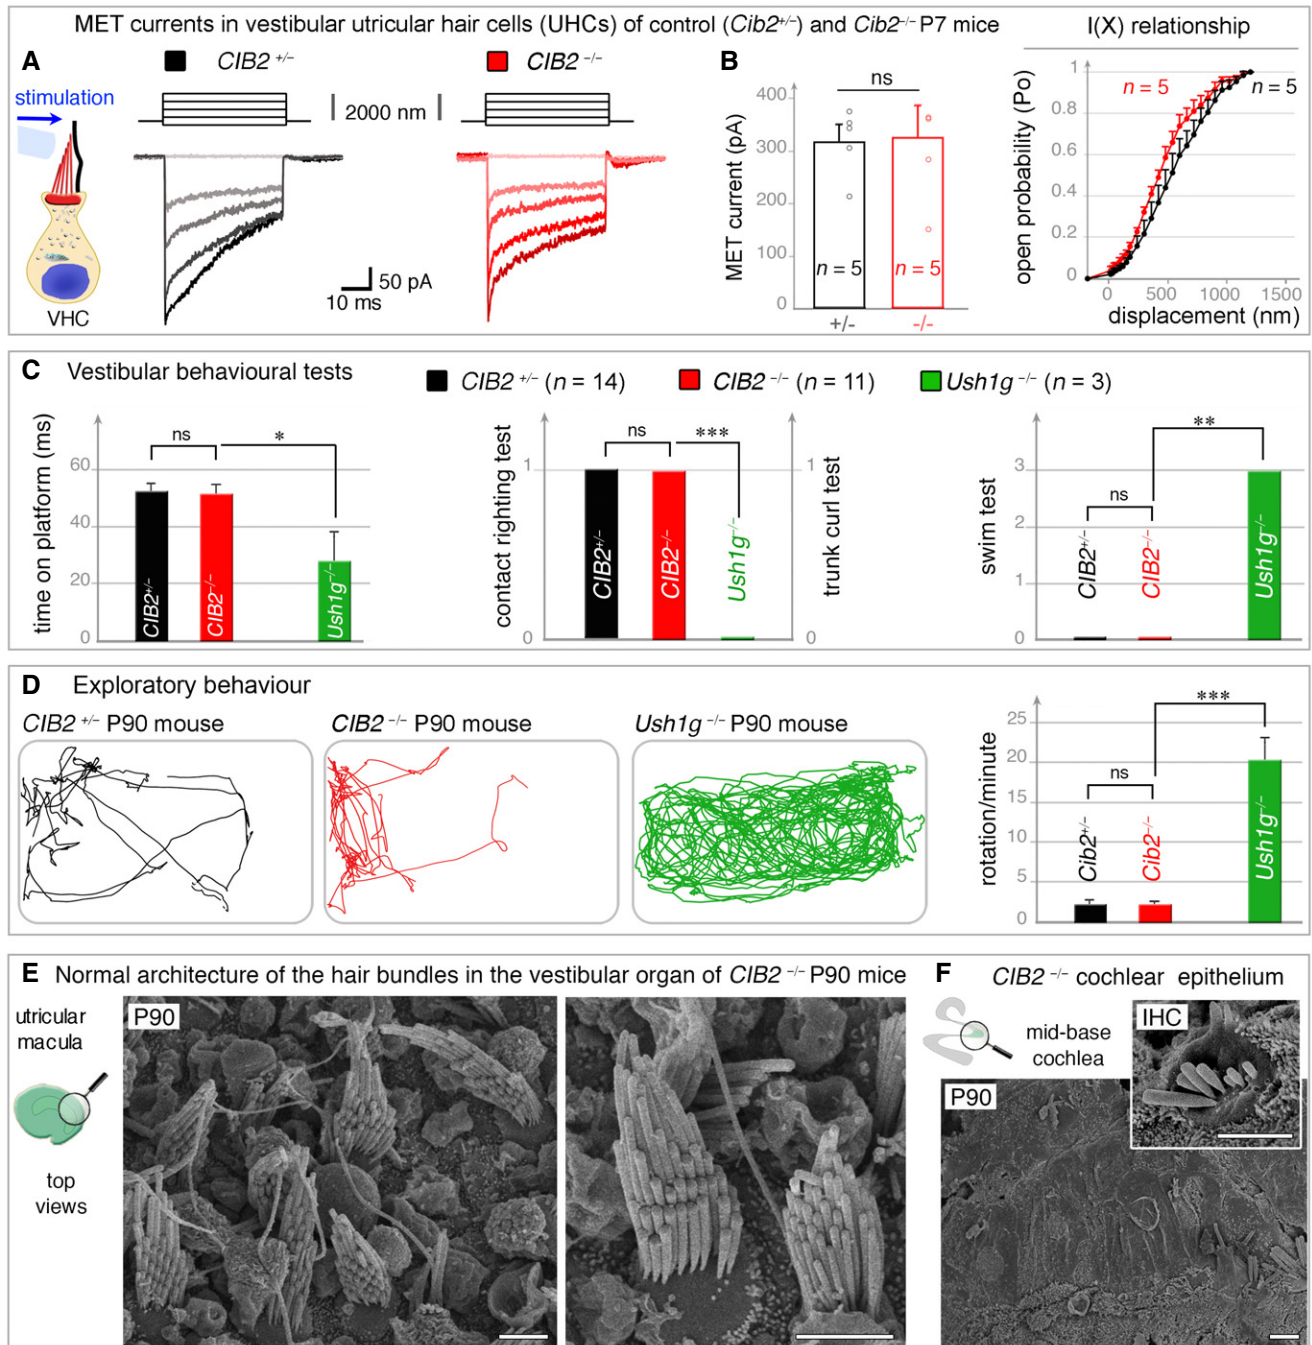 MET currents in vestibular utricular hair cells (UHCs) of control (Cib2+/–) and Cib2–/– P7 mice
I(X) relationship
A
CIB2 +/–
CIB2 –/–
stimulation
2000 nm
50 pA
10 ms
VHC
B
ns
MET current (pA)
400
300
200
100
0
n = 5
n = 5
+/-
-/-
open probability (Po)
1
0.8
0.6
0.4
0.2
0
n = 5
n = 5
0
500
1000
1500
displacement (nm)
C Vestibular behavioural tests
CIB2 +/– (n = 14)
CIB2 –/– (n = 11)
Ush1g –/– (n = 3)
time on platform (ms)
60
40
20
0
ns
*
CIB2+/–
CIB2–/–
Ush1g–/–
contact righting test
1
0
ns
***
CIB2+/–
CIB2–/–
Ush1g–/–
1
0
trunk curl test
swim test
3
2
1
0
ns
**
CIB2+/–
CIB2–/–
Ush1g–/–
D Exploratory behaviour
CIB2 +/– P90 mouse
CIB2 –/– P90 mouse
Ush1g –/– P90 mouse
rotation/minute
25
20
15
10
5
0
ns
***
Cib2+/–
Cib2–/–
Ush1g–/–
E Normal architecture of the hair bundles in the vestibular organ of CIB2 –/– P90 mice
utricular
macula
top
views
P90
F CIB2 –/– cochlear epithelium
mid-base
cochlea
IHC
P90